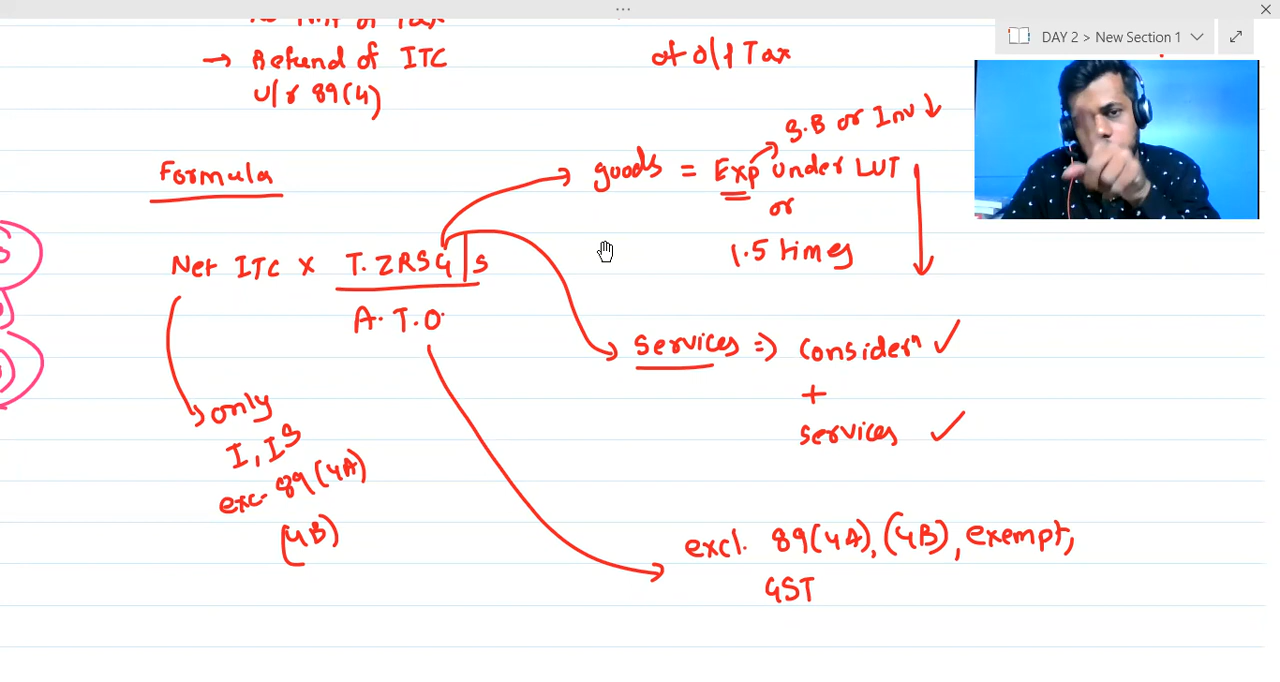 DAY 2 > New Section 1
→ Refund of ITC
u/r 89(4)
of O/P Tax
Formula
Net ITC x T. ZRSG/S
A.T.O.
goods = Exp under LUT
S.B or Inv ↓
or
1.5 times
services => Consider^n ✓
+
services ✓
only
I, IS
exc. 89(4A)
(4B)
excl. 89(4A), (4B), exempt,
GST